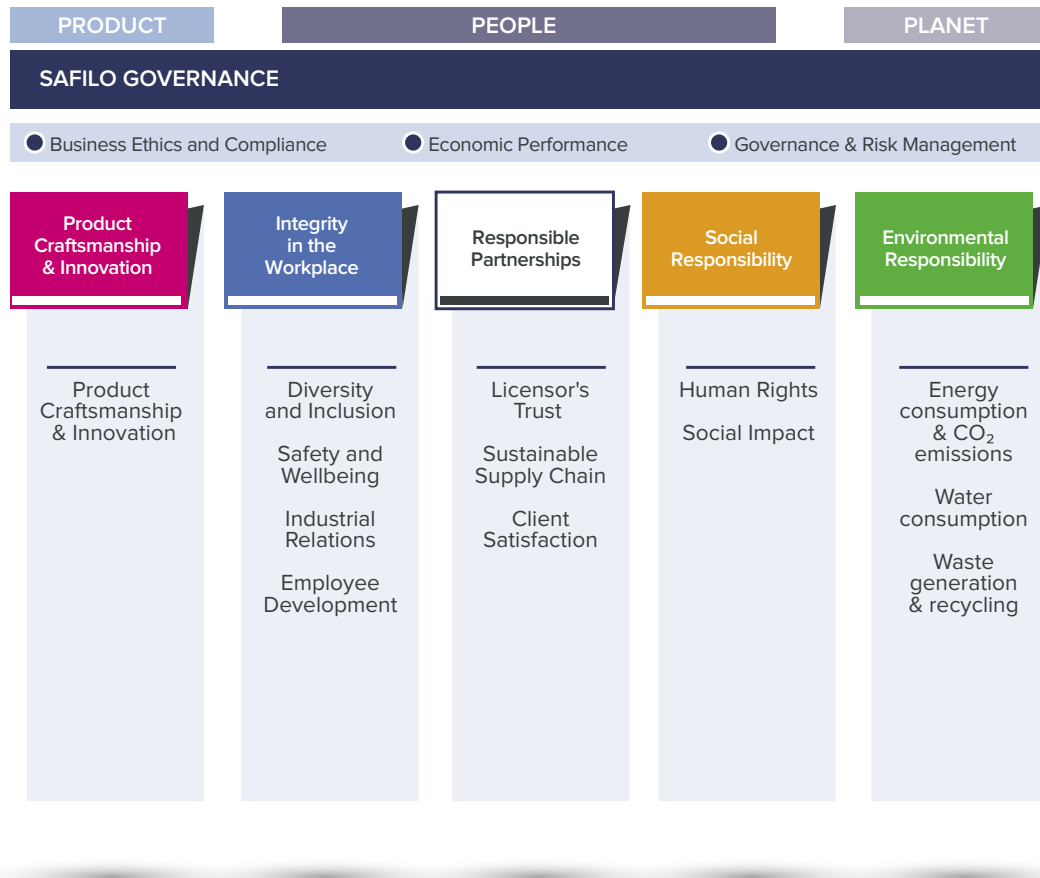 PRODUCT
PEOPLE
PLANET
SAFILO GOVERNANCE
Business Ethics and Compliance
Economic Performance
Governance & Risk Management
Product
Craftsmanship
& Innovation
Integrity
in the
Workplace
Responsible
Partnerships
Social
Responsibility
Environmental
Responsibility
Product
Craftsmanship
& Innovation
Diversity
and Inclusion
Safety and
Wellbeing
Industrial
Relations
Employee
Development
Licensor's
Trust
Sustainable
Supply Chain
Client
Satisfaction
Human Rights
Social Impact
Energy
consumption
& CO₂
emissions
Water
consumption
Waste
generation
& recycling